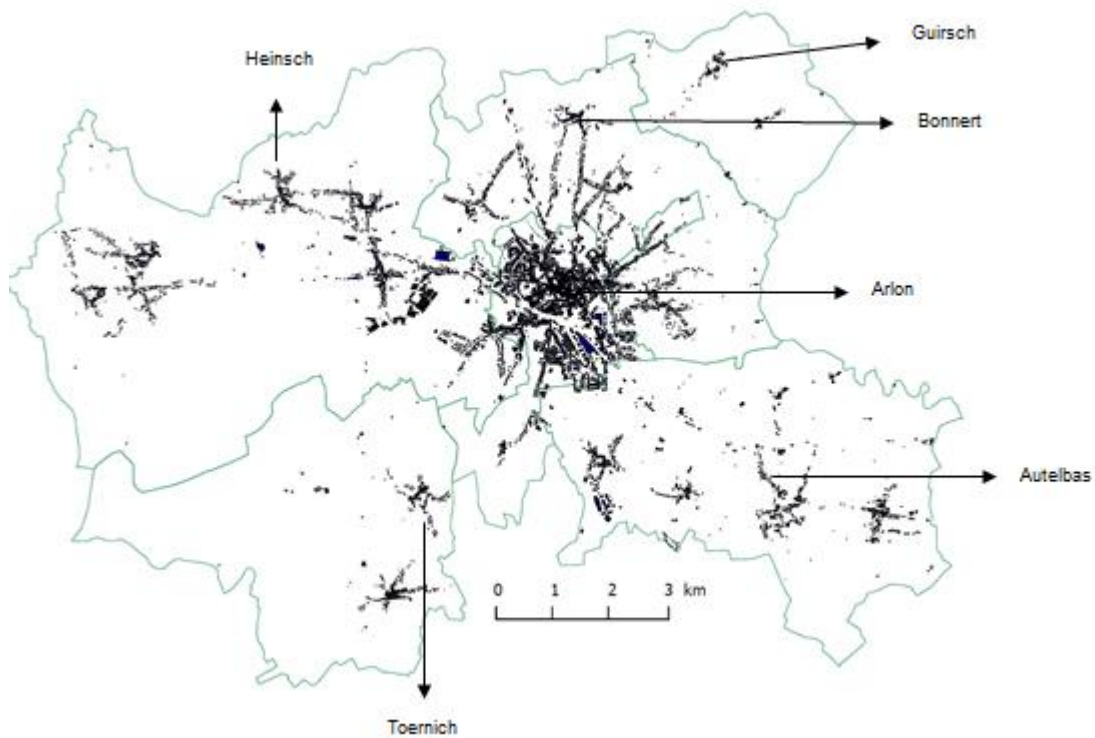 Guirsch
Heinsch
Bonnert
Arlon
Autelbas
0 1 2 3 km
Toernich